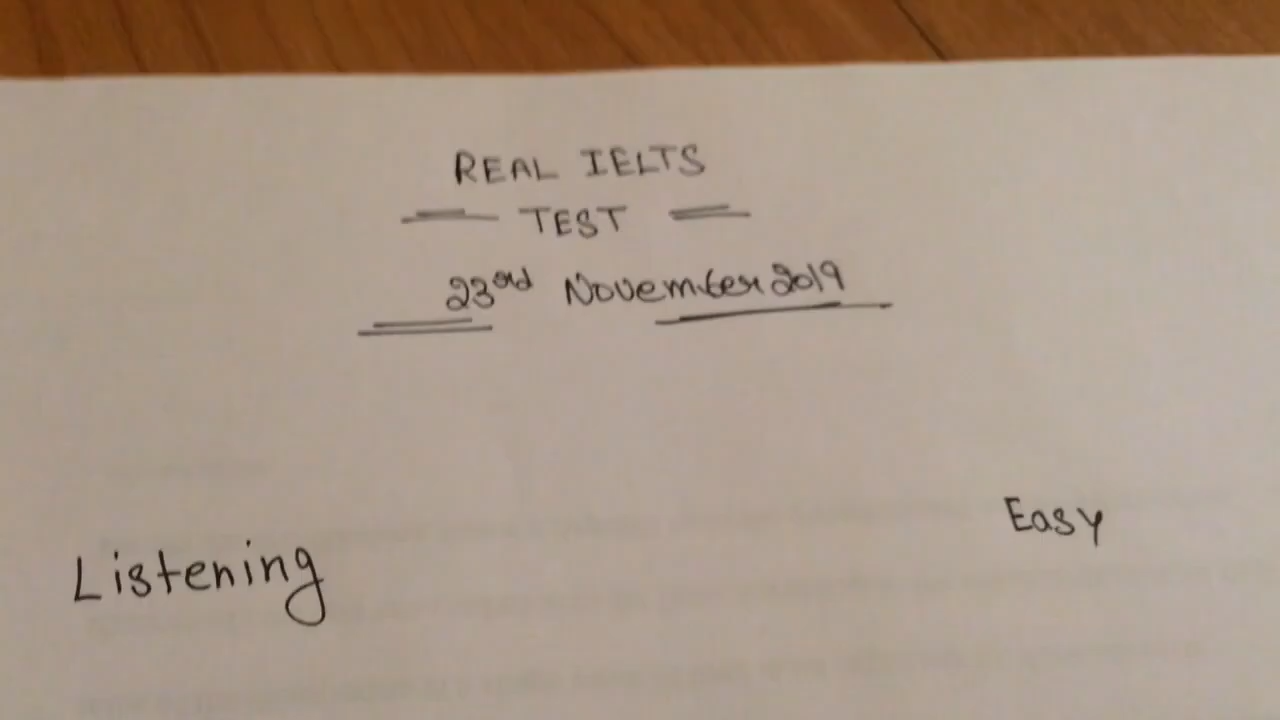 REAL IELTS
TEST
23rd November 2019
Easy
Listening